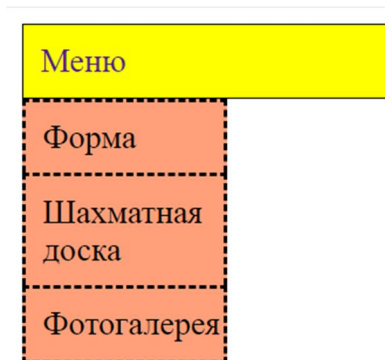 Меню
Форма
Шахматная
доска
Фотогалерея